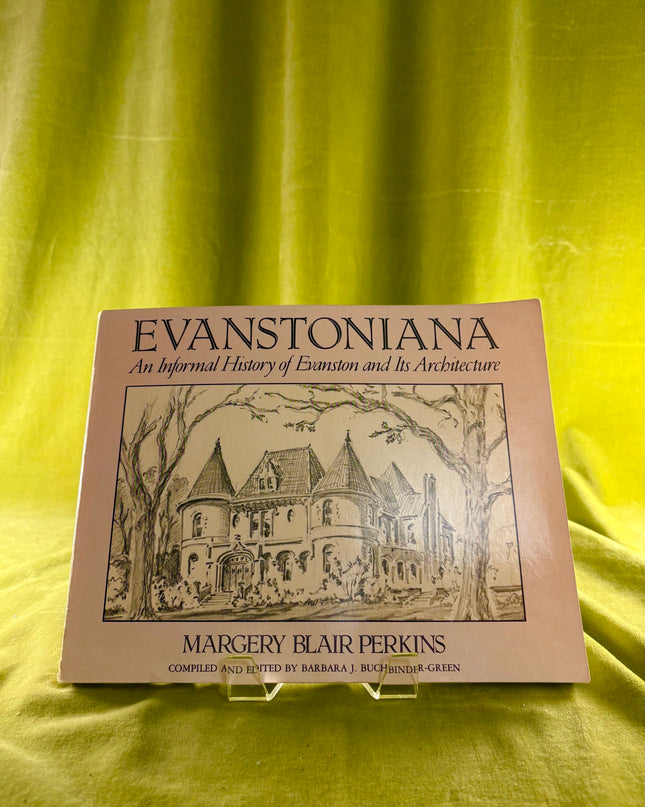 EVANSTONIANA
An Informal History of Evanston and Its Architecture
MARGERY BLAIR PERKINS
COMPILED AND EDITED BY BARBARA J. BUCHBINDER-GREEN